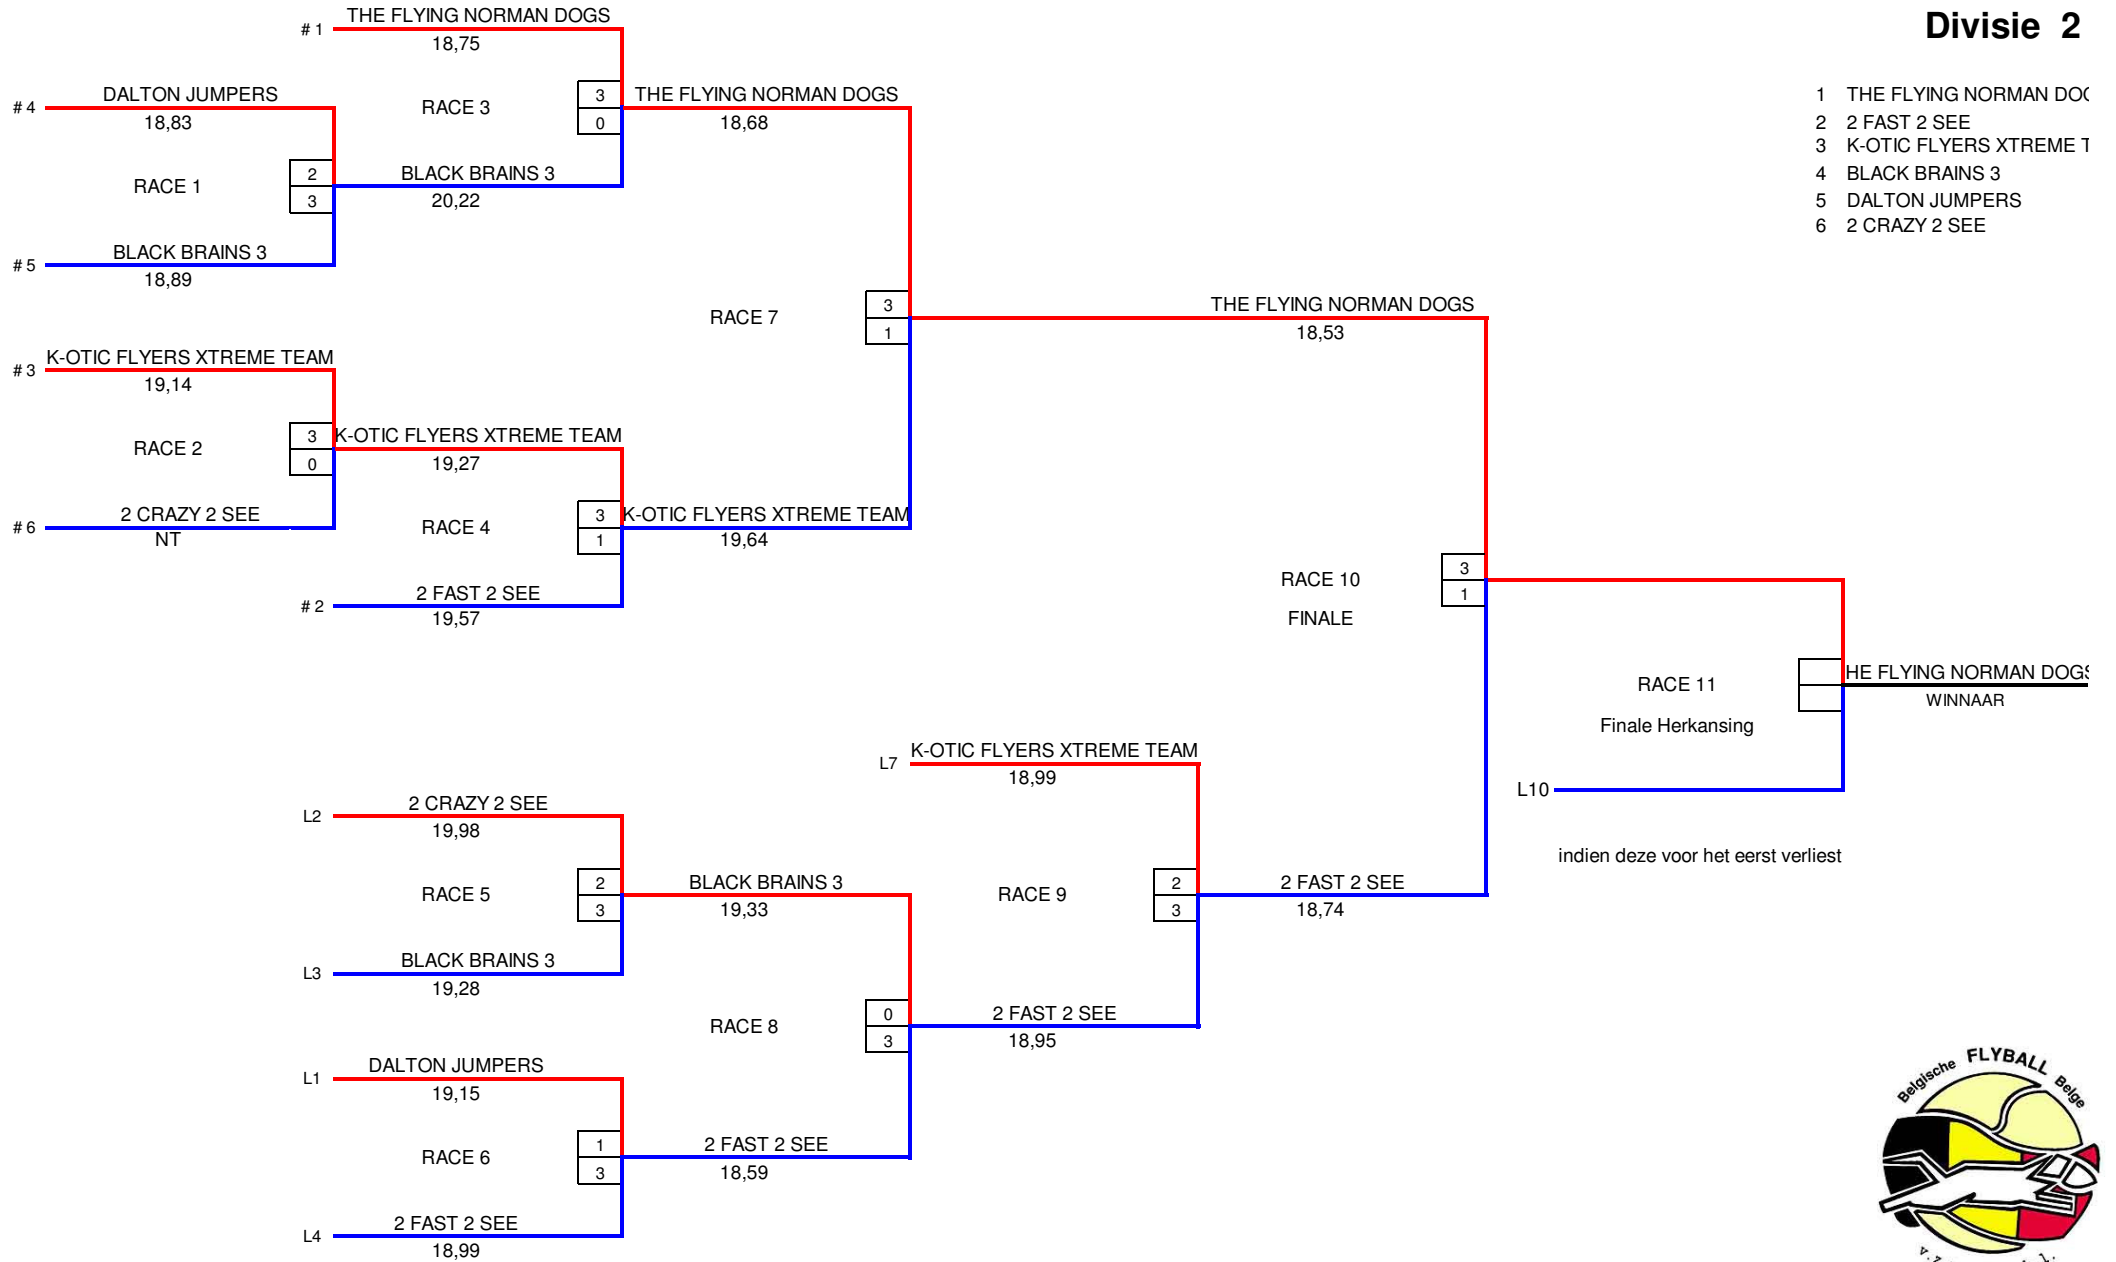 Divisie 2
1 THE FLYING NORMAN DOG
2 2 FAST 2 SEE
3 K-OTIC FLYERS XTREME T
4 BLACK BRAINS 3
5 DALTON JUMPERS
6 2 CRAZY 2 SEE
# 1 THE FLYING NORMAN DOGS
18,75
# 4 DALTON JUMPERS
18,83
RACE 3
3
0
THE FLYING NORMAN DOGS
18,68
RACE 1
2
3
BLACK BRAINS 3
20,22
# 5 BLACK BRAINS 3
18,89
RACE 7
3
1
THE FLYING NORMAN DOGS
18,53
# 3 K-OTIC FLYERS XTREME TEAM
19,14
RACE 2
3
0
K-OTIC FLYERS XTREME TEAM
19,27
# 6 2 CRAZY 2 SEE
NT
RACE 4
3
1
K-OTIC FLYERS XTREME TEAM
19,64
# 2 2 FAST 2 SEE
19,57
RACE 10
FINALE
3
1
RACE 11
Finale Herkansing
HE FLYING NORMAN DOGS
WINNAAR
L10
indien deze voor het eerst verliest
L7 K-OTIC FLYERS XTREME TEAM
18,99
L2 2 CRAZY 2 SEE
19,98
RACE 5
2
3
BLACK BRAINS 3
19,33
RACE 9
2
3
2 FAST 2 SEE
18,74
L3 BLACK BRAINS 3
19,28
RACE 8
0
3
2 FAST 2 SEE
18,95
L1 DALTON JUMPERS
19,15
RACE 6
1
3
2 FAST 2 SEE
18,59
L4 2 FAST 2 SEE
18,99
Belgische FLYBALL Belge